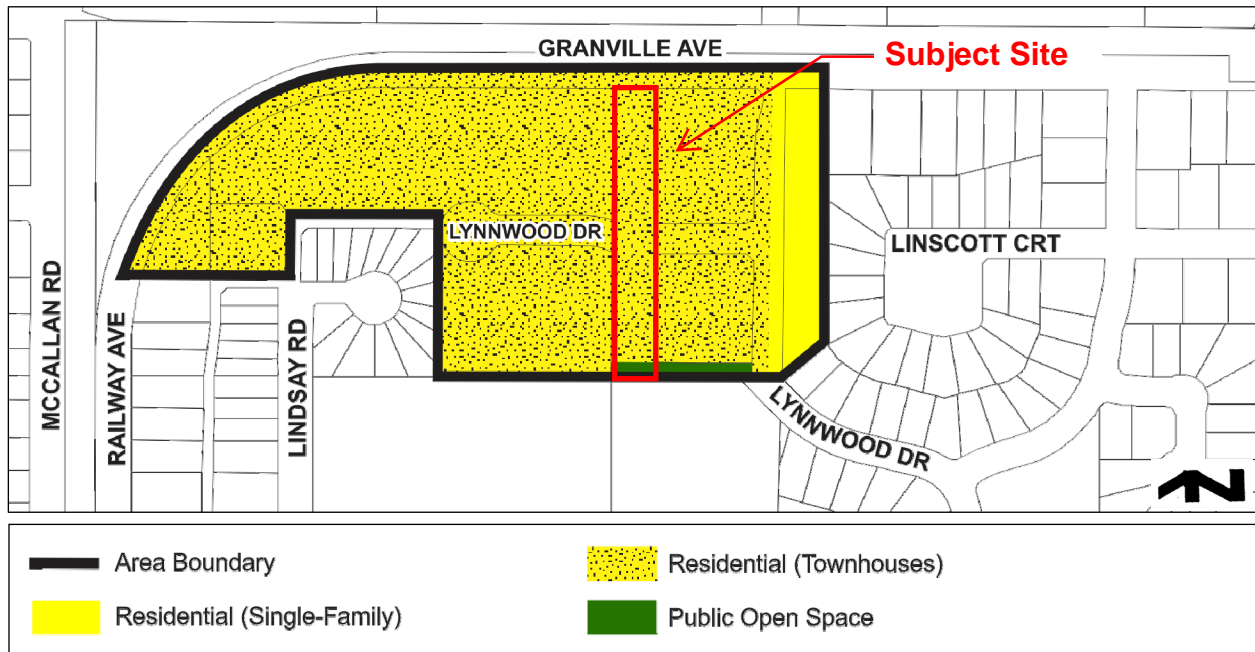 GRANVILLE AVE
Subject Site
LYNNWOOD DR
LINSCOTT CRT
MCCALLAN RD
RAILWAY AVE
LINDSAY RD
LYNNWOOD DR
N
Area Boundary
Residential (Townhouses)
Residential (Single-Family)
Public Open Space